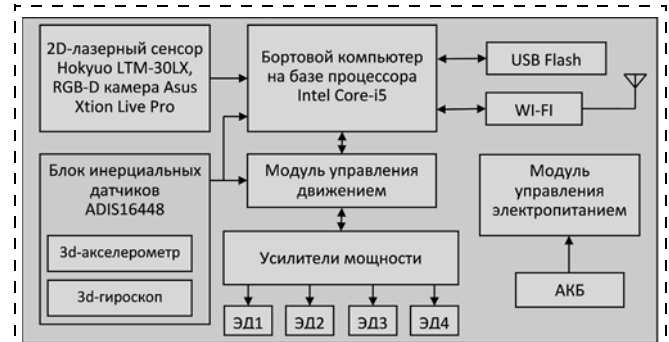 2D-лазерный сенсор
Hokyuo LTM-30LX,
RGB-D камера Asus
Xtion Live Pro
Бортовой компьютер
на базе процессора
Intel Core-i5
USB Flash
WI-FI
Блок инерциальных
датчиков
ADIS16448
3d-акселерометр
3d-гироскоп
Модуль управления
движением
Модуль
управления
электропитанием
Усилители мощности
АКБ
ЭД1
ЭД2
ЭД3
ЭД4